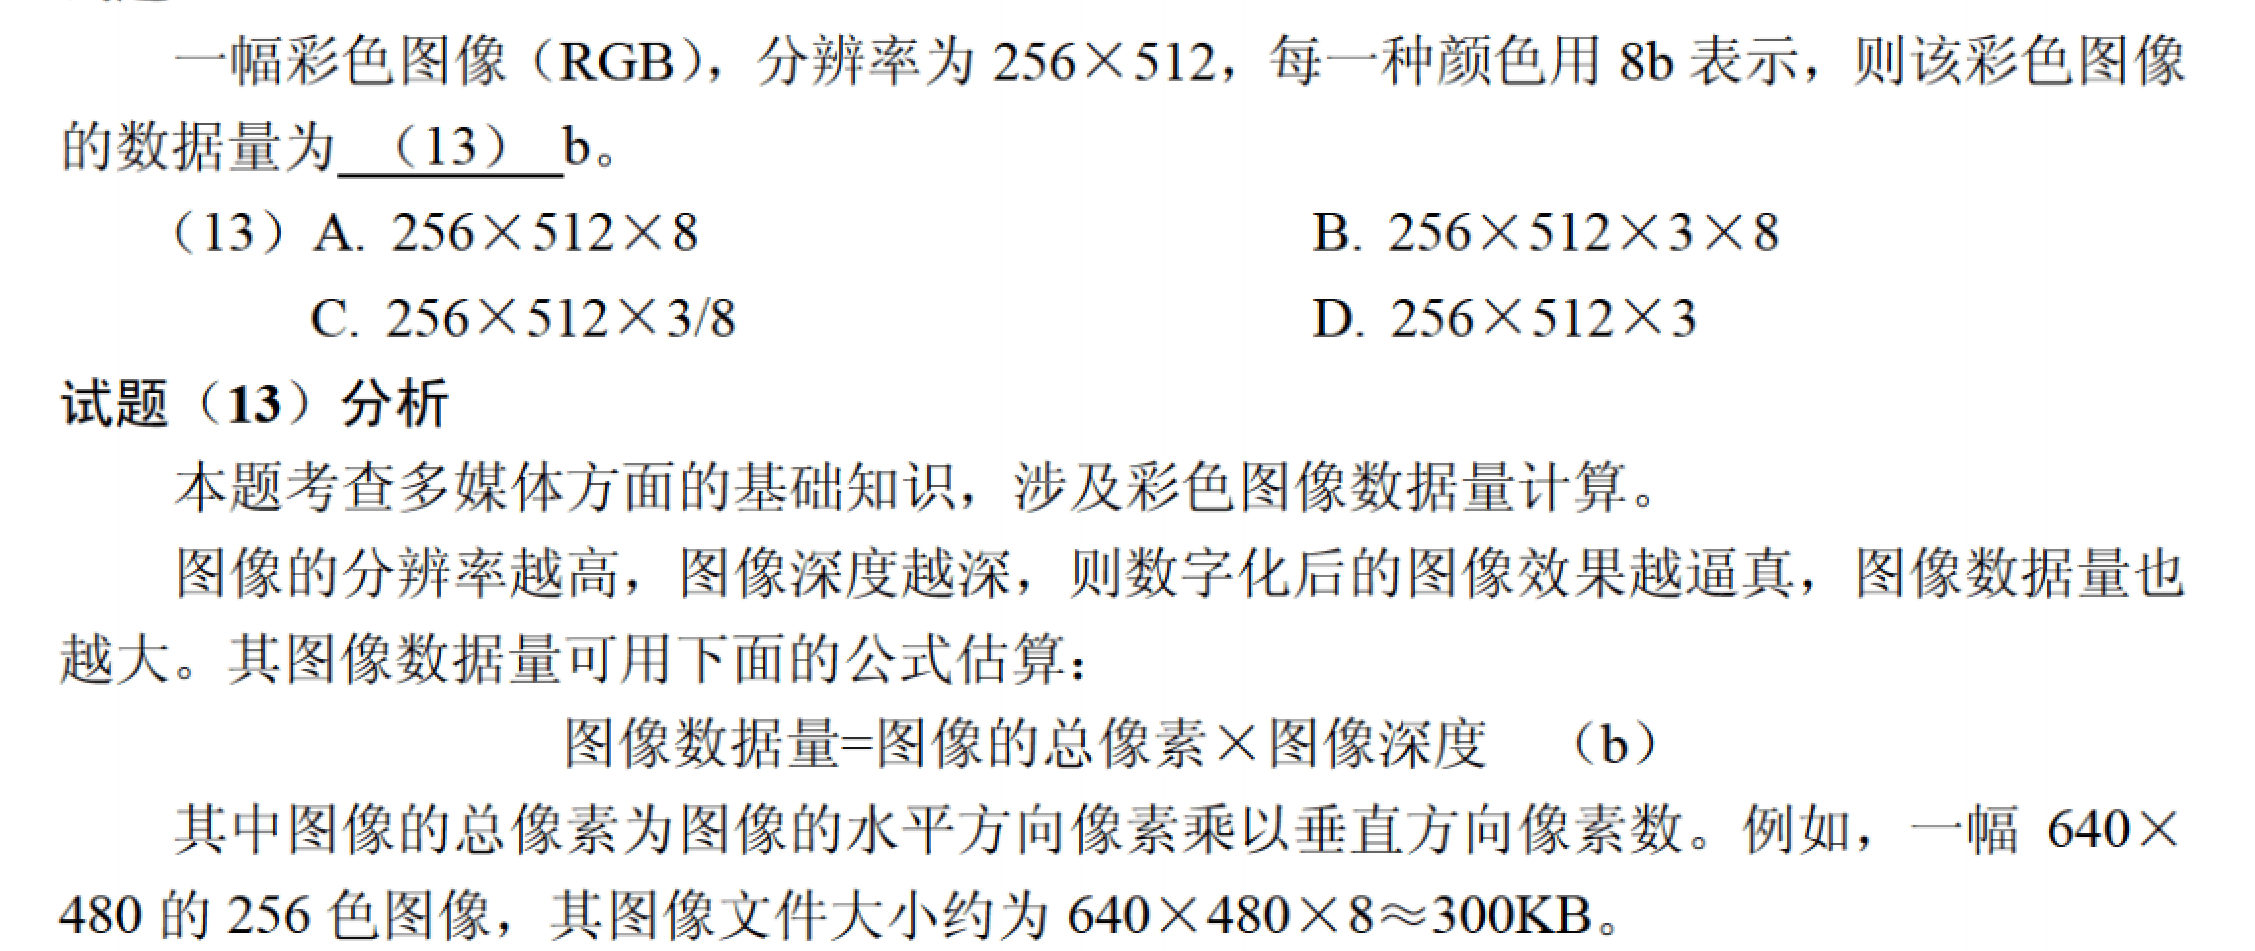 一幅彩色图像（RGB），分辨率为 256×512，每一种颜色用 8b 表示，则该彩色图像
的数据量为 （13） b。
（13）A. 256×512×8 B. 256×512×3×8
C. 256×512×3/8 D. 256×512×3
试题（13）分析
本题考查多媒体方面的基础知识，涉及彩色图像数据量计算。
图像的分辨率越高，图像深度越深，则数字化后的图像效果越逼真，图像数据量也
越大。其图像数据量可用下面的公式估算：
图像数据量=图像的总像素×图像深度 （b）
其中图像的总像素为图像的水平方向像素乘以垂直方向像素数。例如，一幅 640×
480 的 256 色图像，其图像文件大小约为 640×480×8≈300KB。